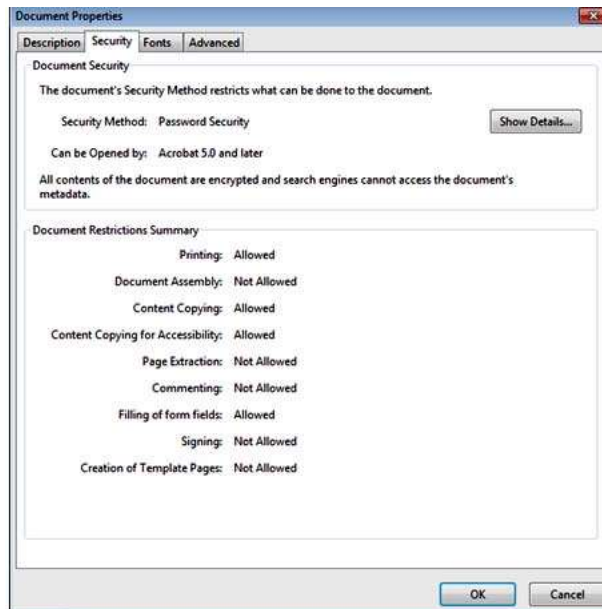 Document Properties
Description Security Fonts Advanced
Document Security
The document's Security Method restricts what can be done to the document.
Security Method: Password Security
Show Details...
Can be Opened by: Acrobat 5.0 and later
All contents of the document are encrypted and search engines cannot access the document's
metadata.
Document Restrictions Summary
Printing: Allowed
Document Assembly: Not Allowed
Content Copying: Allowed
Content Copying for Accessibility: Allowed
Page Extraction: Not Allowed
Commenting: Not Allowed
Filling of form fields: Allowed
Signing: Not Allowed
Creation of Template Pages: Not Allowed
OK Cancel